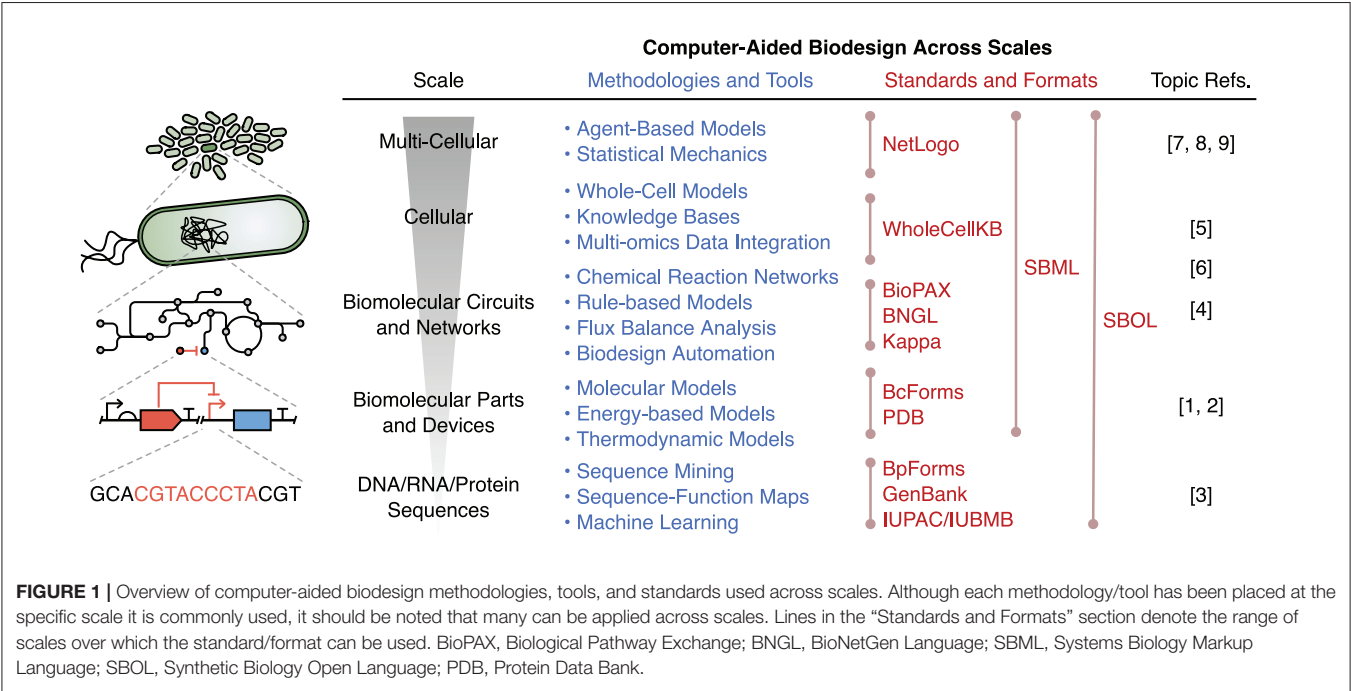 Computer-Aided Biodesign Across Scales
Scale
Methodologies and Tools
Standards and Formats
Topic Refs.
Multi-Cellular
• Agent-Based Models
• Statistical Mechanics
NetLogo
[7, 8, 9]
Cellular
• Whole-Cell Models
• Knowledge Bases
• Multi-omics Data Integration
WholeCellKB
[5]
[6]
Biomolecular Circuits
and Networks
• Chemical Reaction Networks
• Rule-based Models
• Flux Balance Analysis
• Biodesign Automation
BioPAX
BNGL
Kappa
SBML
SBOL
[4]
Biomolecular Parts
and Devices
• Molecular Models
• Energy-based Models
• Thermodynamic Models
BcForms
PDB
[1, 2]
GCACGTACCCTACGT
DNA/RNA/Protein
Sequences
• Sequence Mining
• Sequence-Function Maps
• Machine Learning
BpForms
GenBank
IUPAC/IUBMB
[3]
FIGURE 1 | Overview of computer-aided biodesign methodologies, tools, and standards used across scales. Although each methodology/tool has been placed at the
specific scale it is commonly used, it should be noted that many can be applied across scales. Lines in the “Standards and Formats” section denote the range of
scales over which the standard/format can be used. BioPAX, Biological Pathway Exchange; BNGL, BioNetGen Language; SBML, Systems Biology Markup
Language; SBOL, Synthetic Biology Open Language; PDB, Protein Data Bank.